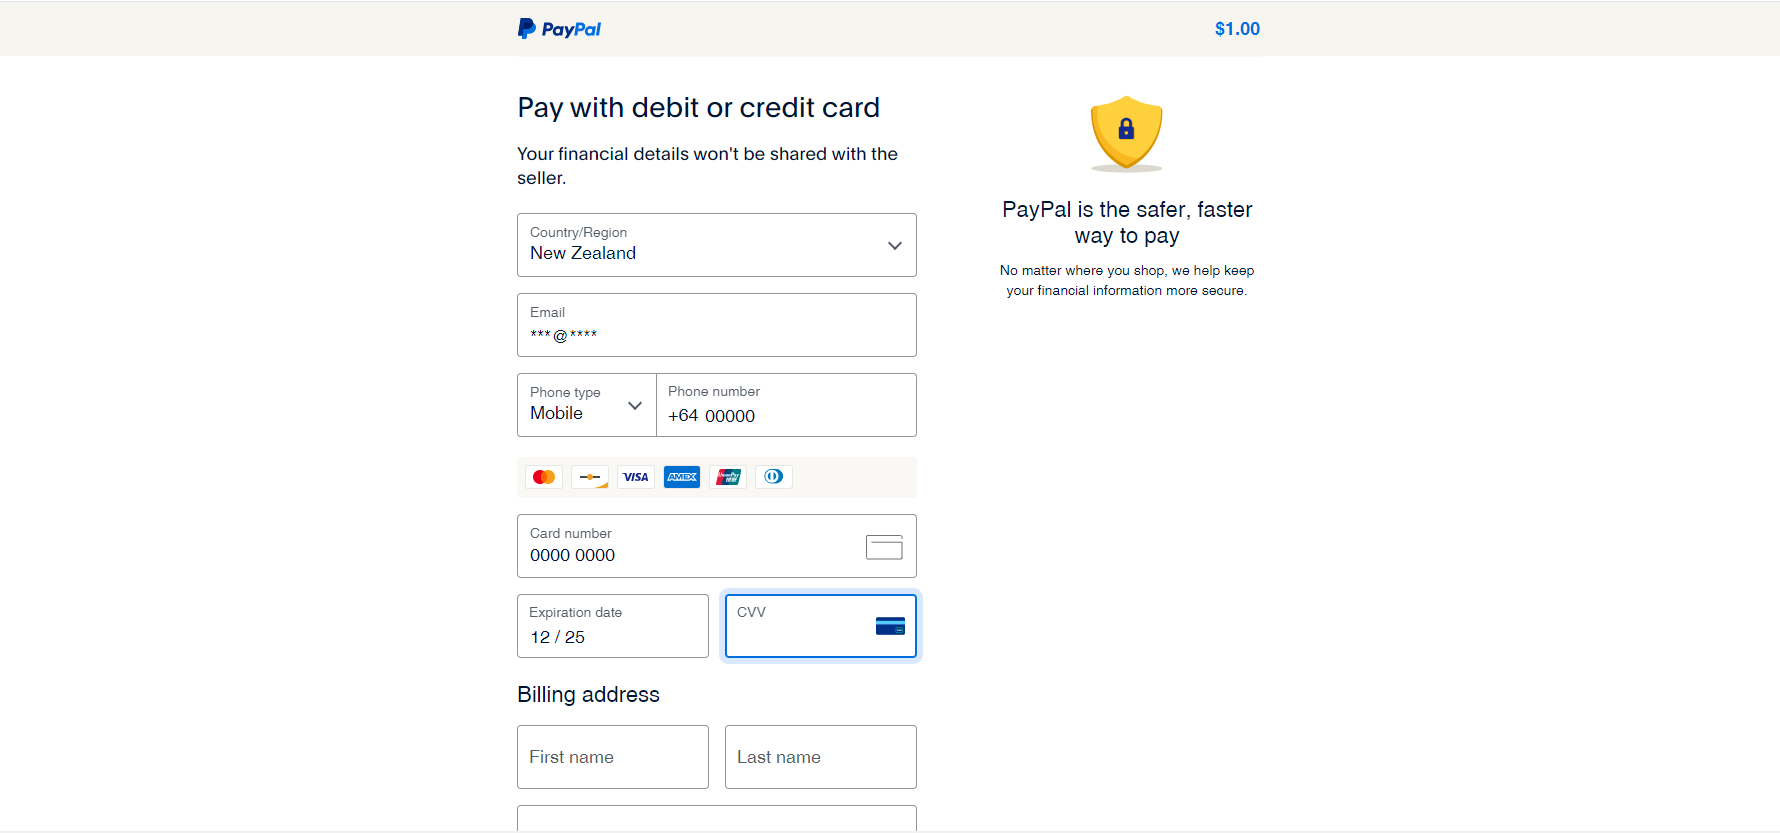 PayPal
$1.00
Pay with debit or credit card
Your financial details won't be shared with the
seller.
Country/Region
New Zealand
Email
***@****
Phone type
Mobile
Phone number
+64 00000
VISA
AMEX
UnionPay
Card number
0000 0000
Expiration date
12 / 25
CVV
Billing address
First name
Last name
PayPal is the safer, faster
way to pay
No matter where you shop, we help keep
your financial information more secure.